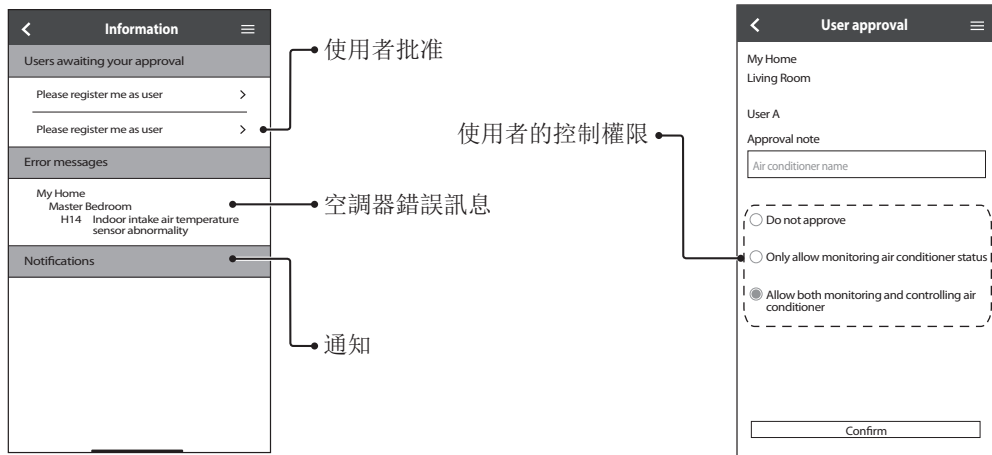 Information
Users awaiting your approval
Please register me as user
Please register me as user
Error messages
My Home
Master Bedroom
H14 Indoor intake air temperature
sensor abnormality
Notifications
使用者批准
空調器錯誤訊息
通知
使用者的控制權限
User approval
My Home
Living Room
User A
Approval note
Air conditioner name
Do not approve
Only allow monitoring air conditioner status
Allow both monitoring and controlling air
conditioner
Confirm